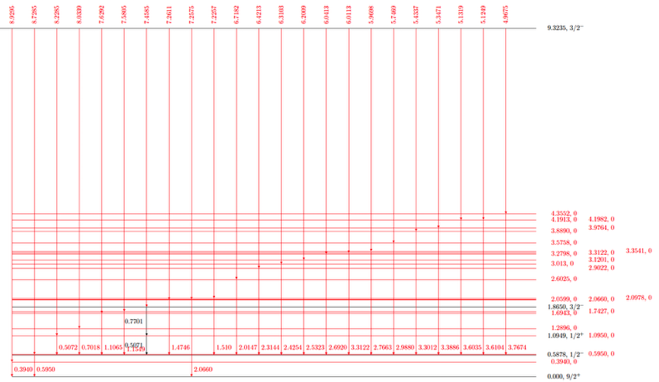 8.9295 8.7285 8.2285 8.0339 7.6292 7.5805 7.4585 7.2611 7.2575 7.2257 6.7182 6.4213 6.3103 6.2009 6.0413 6.0113 5.9608 5.7469 5.4337 5.3471 5.1319 5.1249 4.9675
9.3235, 3/2⁻
4.3552, 0
4.1913, 0 4.1982, 0
3.9764, 0
3.8890, 0
3.5758, 0
3.3541, 0
3.2798, 0 3.3122, 0
3.1201, 0
3.013, 0
2.9022, 0
2.6025, 0
2.0599, 0 2.0660, 0 2.0978, 0
1.8650, 3/2⁻
1.6943, 0 1.7427, 0
0.7701
1.2896, 0
1.0949, 1/2⁺ 1.0950, 0
0.5071
0.5072 0.7018 1.1065 1.1549 1.4746 1.510 2.0147 2.3144 2.4254 2.5323 2.6920 3.3122 2.7663 2.9880 3.3012 3.3886 3.6035 3.6194 3.7674
0.5878, 1/2⁻ 0.5950, 0
0.3940, 0
0.3940 0.5950 2.0660
0.000, 9/2⁺